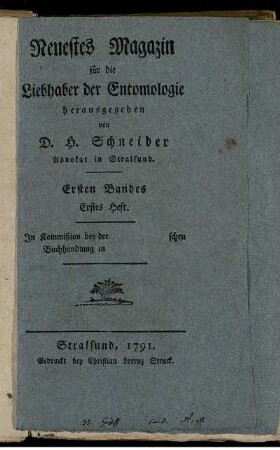 Neuestes Magazin
für die
Liebhaber der Entomologie
herausgegeben
von
D. H. Schneider
Advokat in Stralsund.
Ersten Bandes
Erstes Heft.
In Kommission bey der schen
Buchhandlung in
Stralsund, 1791.
Gedruckt bey Christian Lorenz Struck.